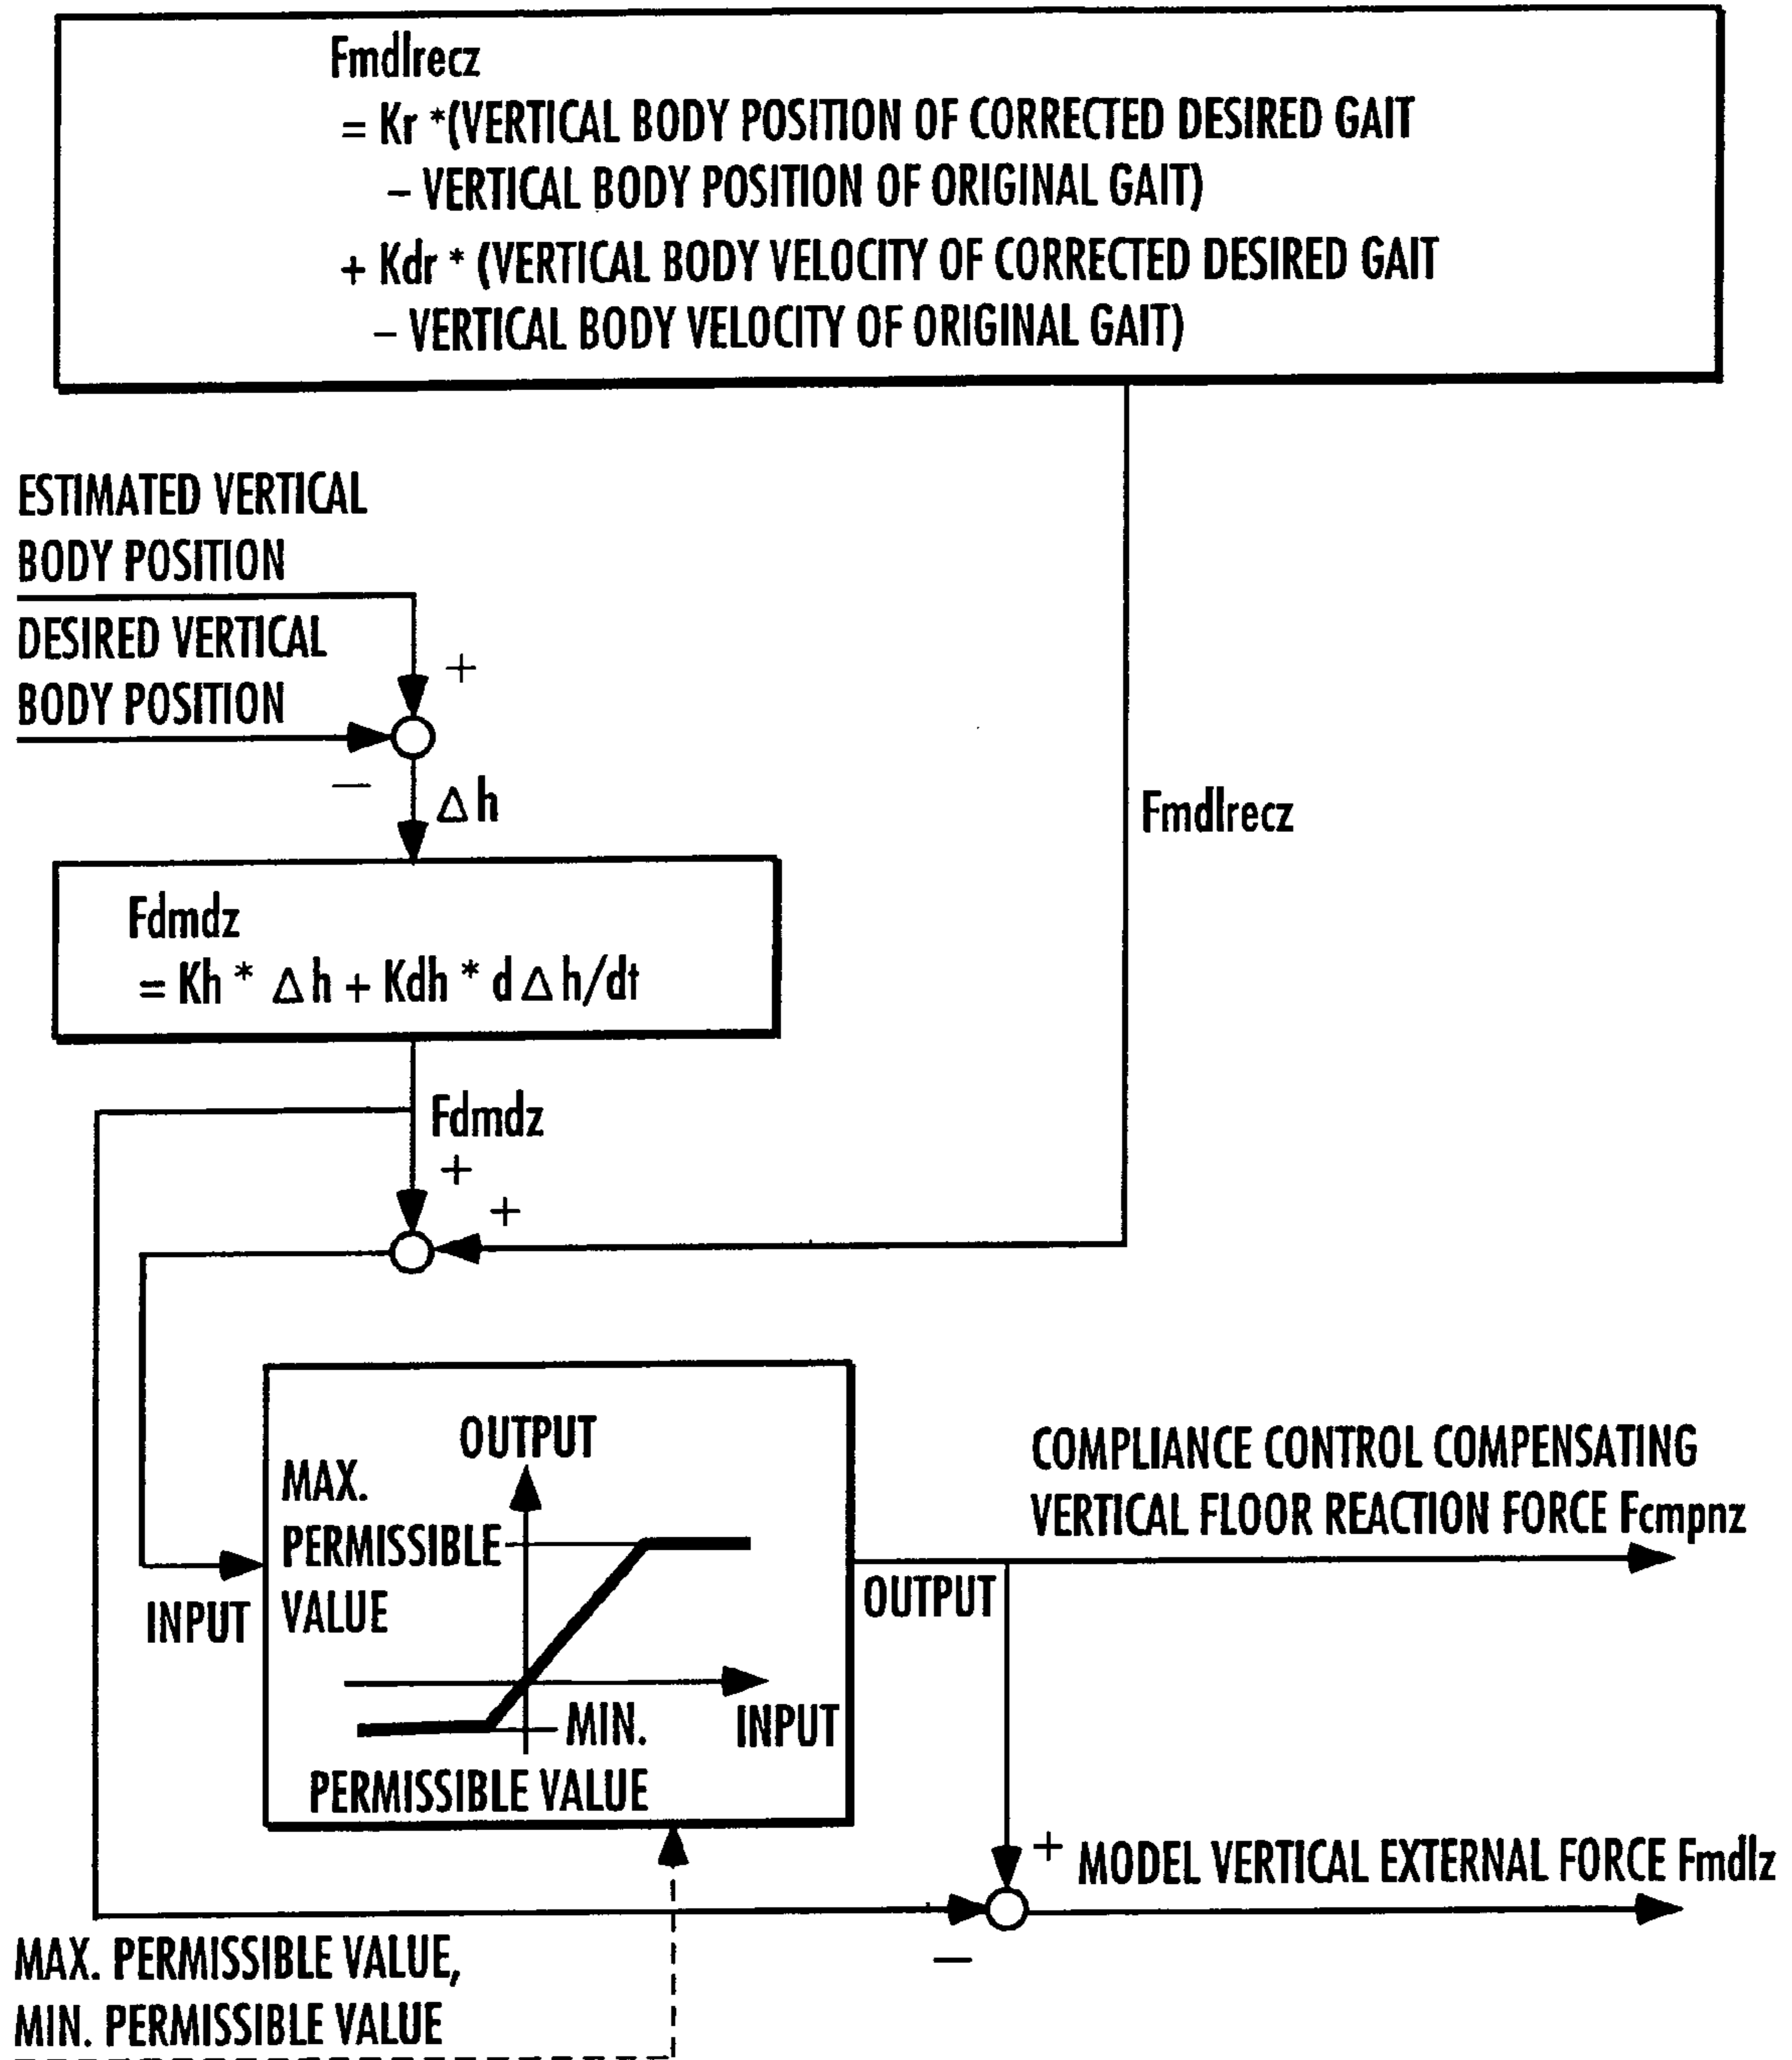 Fmdlrecz
= Kr *(VERTICAL BODY POSITION OF CORRECTED DESIRED GAIT
– VERTICAL BODY POSITION OF ORIGINAL GAIT)
+ Kdr * (VERTICAL BODY VELOCITY OF CORRECTED DESIRED GAIT
– VERTICAL BODY VELOCITY OF ORIGINAL GAIT)
ESTIMATED VERTICAL
BODY POSITION
DESIRED VERTICAL
BODY POSITION
+
–
Δh
Fmdlrecz
Fdmdz
= Kh * Δh + Kdh * dΔh/dt
Fdmdz
+
+
OUTPUT
MAX.
PERMISSIBLE
VALUE
INPUT
MIN.
PERMISSIBLE VALUE
INPUT
OUTPUT
COMPLIANCE CONTROL COMPENSATING
VERTICAL FLOOR REACTION FORCE Fcmpnz
+
MODEL VERTICAL EXTERNAL FORCE Fmdlz
–
MAX. PERMISSIBLE VALUE,
MIN. PERMISSIBLE VALUE